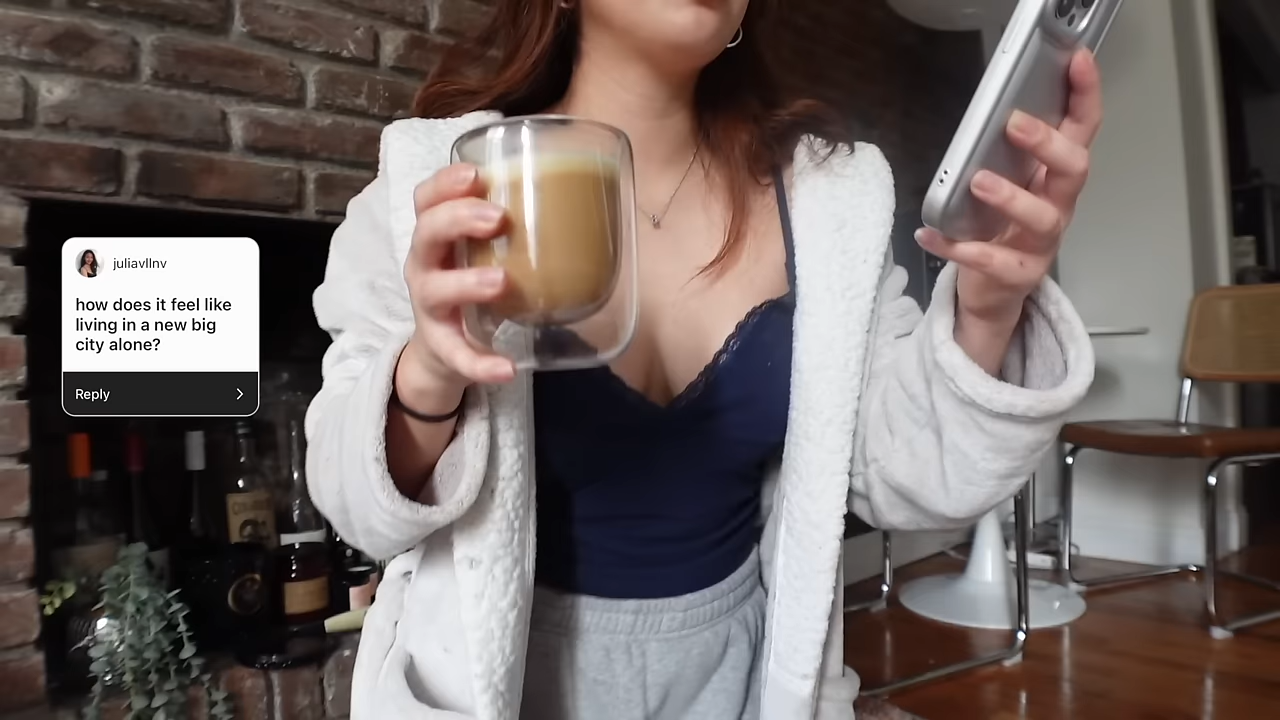 juliavllnv
how does it feel like
living in a new big
city alone?
Reply